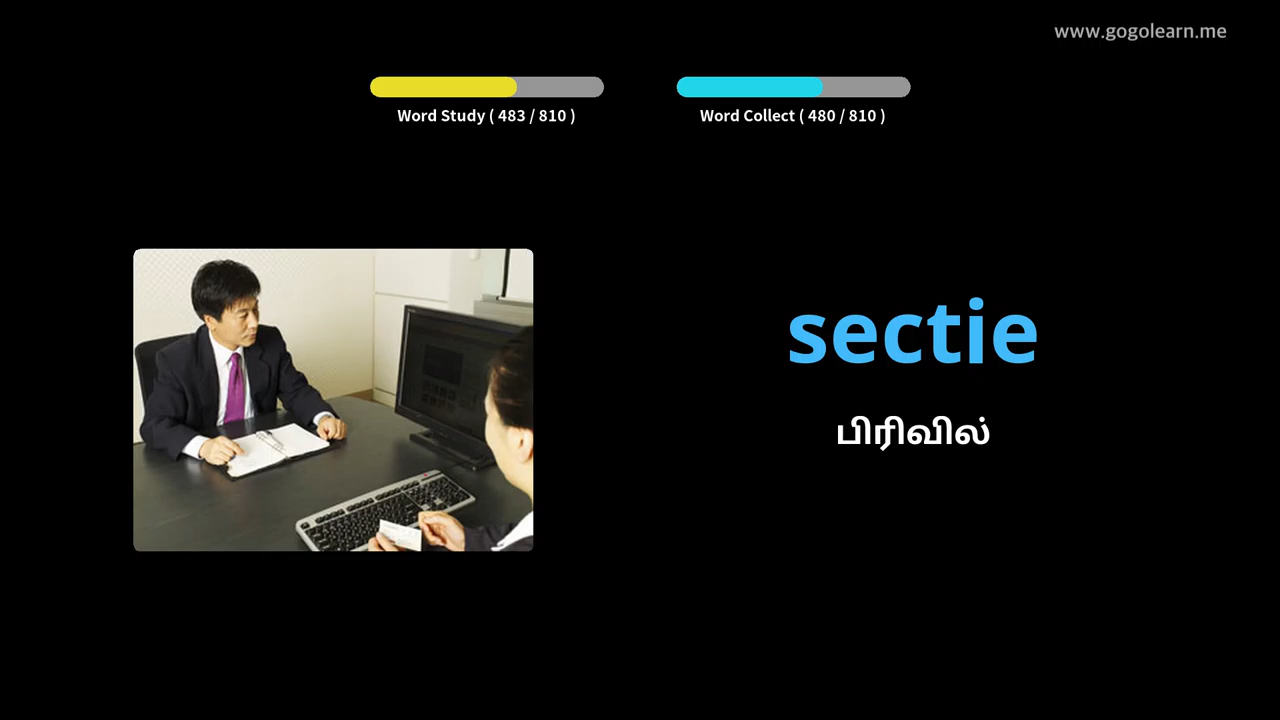 www.gogolearn.me
Word Study ( 483 / 810 )
Word Collect ( 480 / 810 )
sectie
பிரிவில்